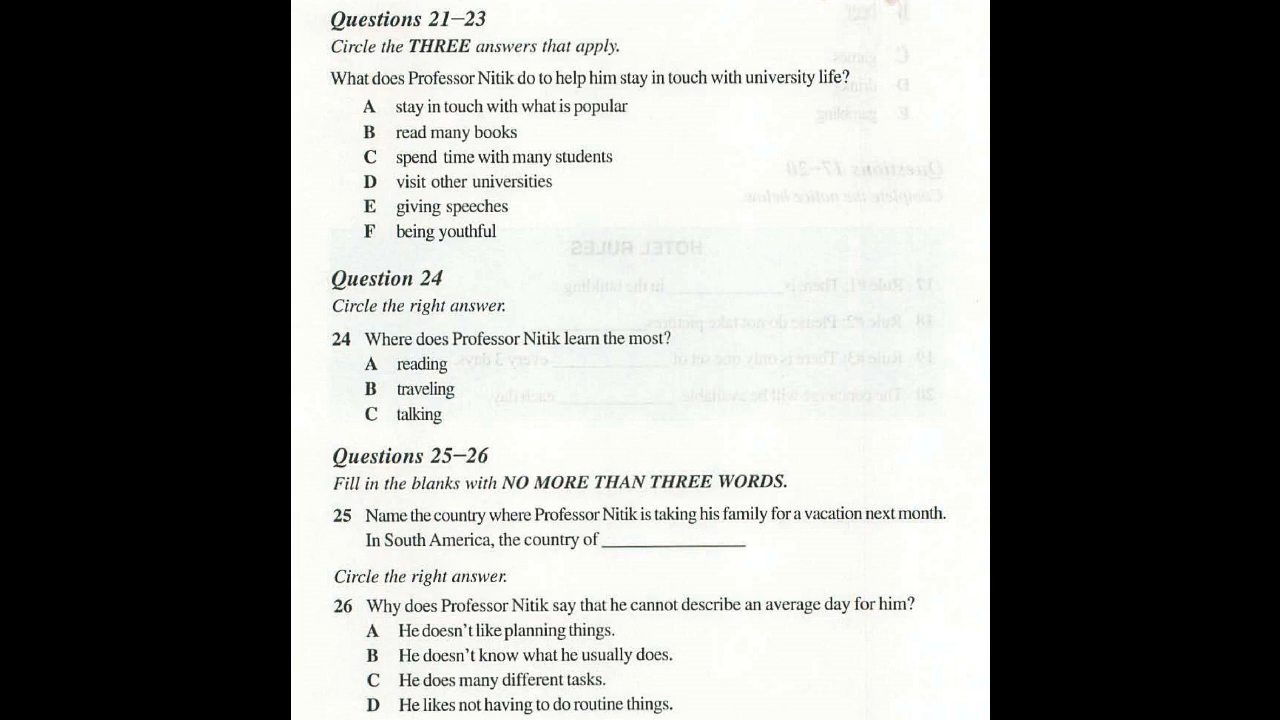 Questions 21–23
Circle the THREE answers that apply.
What does Professor Nitik do to help him stay in touch with university life?
A stay in touch with what is popular
B read many books
C spend time with many students
D visit other universities
E giving speeches
F being youthful
Question 24
Circle the right answer.
24 Where does Professor Nitik learn the most?
A reading
B traveling
C talking
Questions 25–26
Fill in the blanks with NO MORE THAN THREE WORDS.
25 Name the country where Professor Nitik is taking his family for a vacation next month.
In South America, the country of _______________
Circle the right answer.
26 Why does Professor Nitik say that he cannot describe an average day for him?
A He doesn't like planning things.
B He doesn't know what he usually does.
C He does many different tasks.
D He likes not having to do routine things.